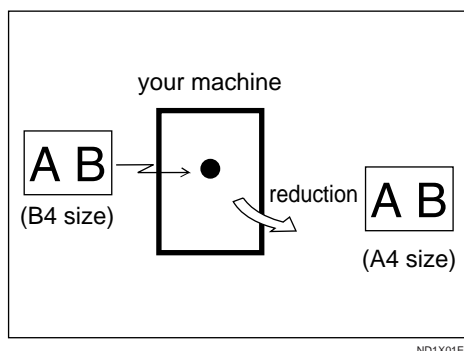 your machine
A B
(B4 size)
reduction
A B
(A4 size)
ND1X01E